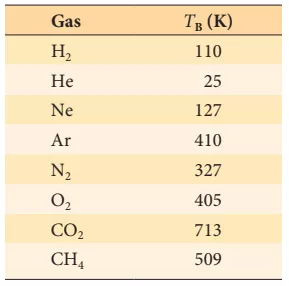 Gas T_B (K)
H₂ 110
He 25
Ne 127
Ar 410
N₂ 327
O₂ 405
CO₂ 713
CH₄ 509